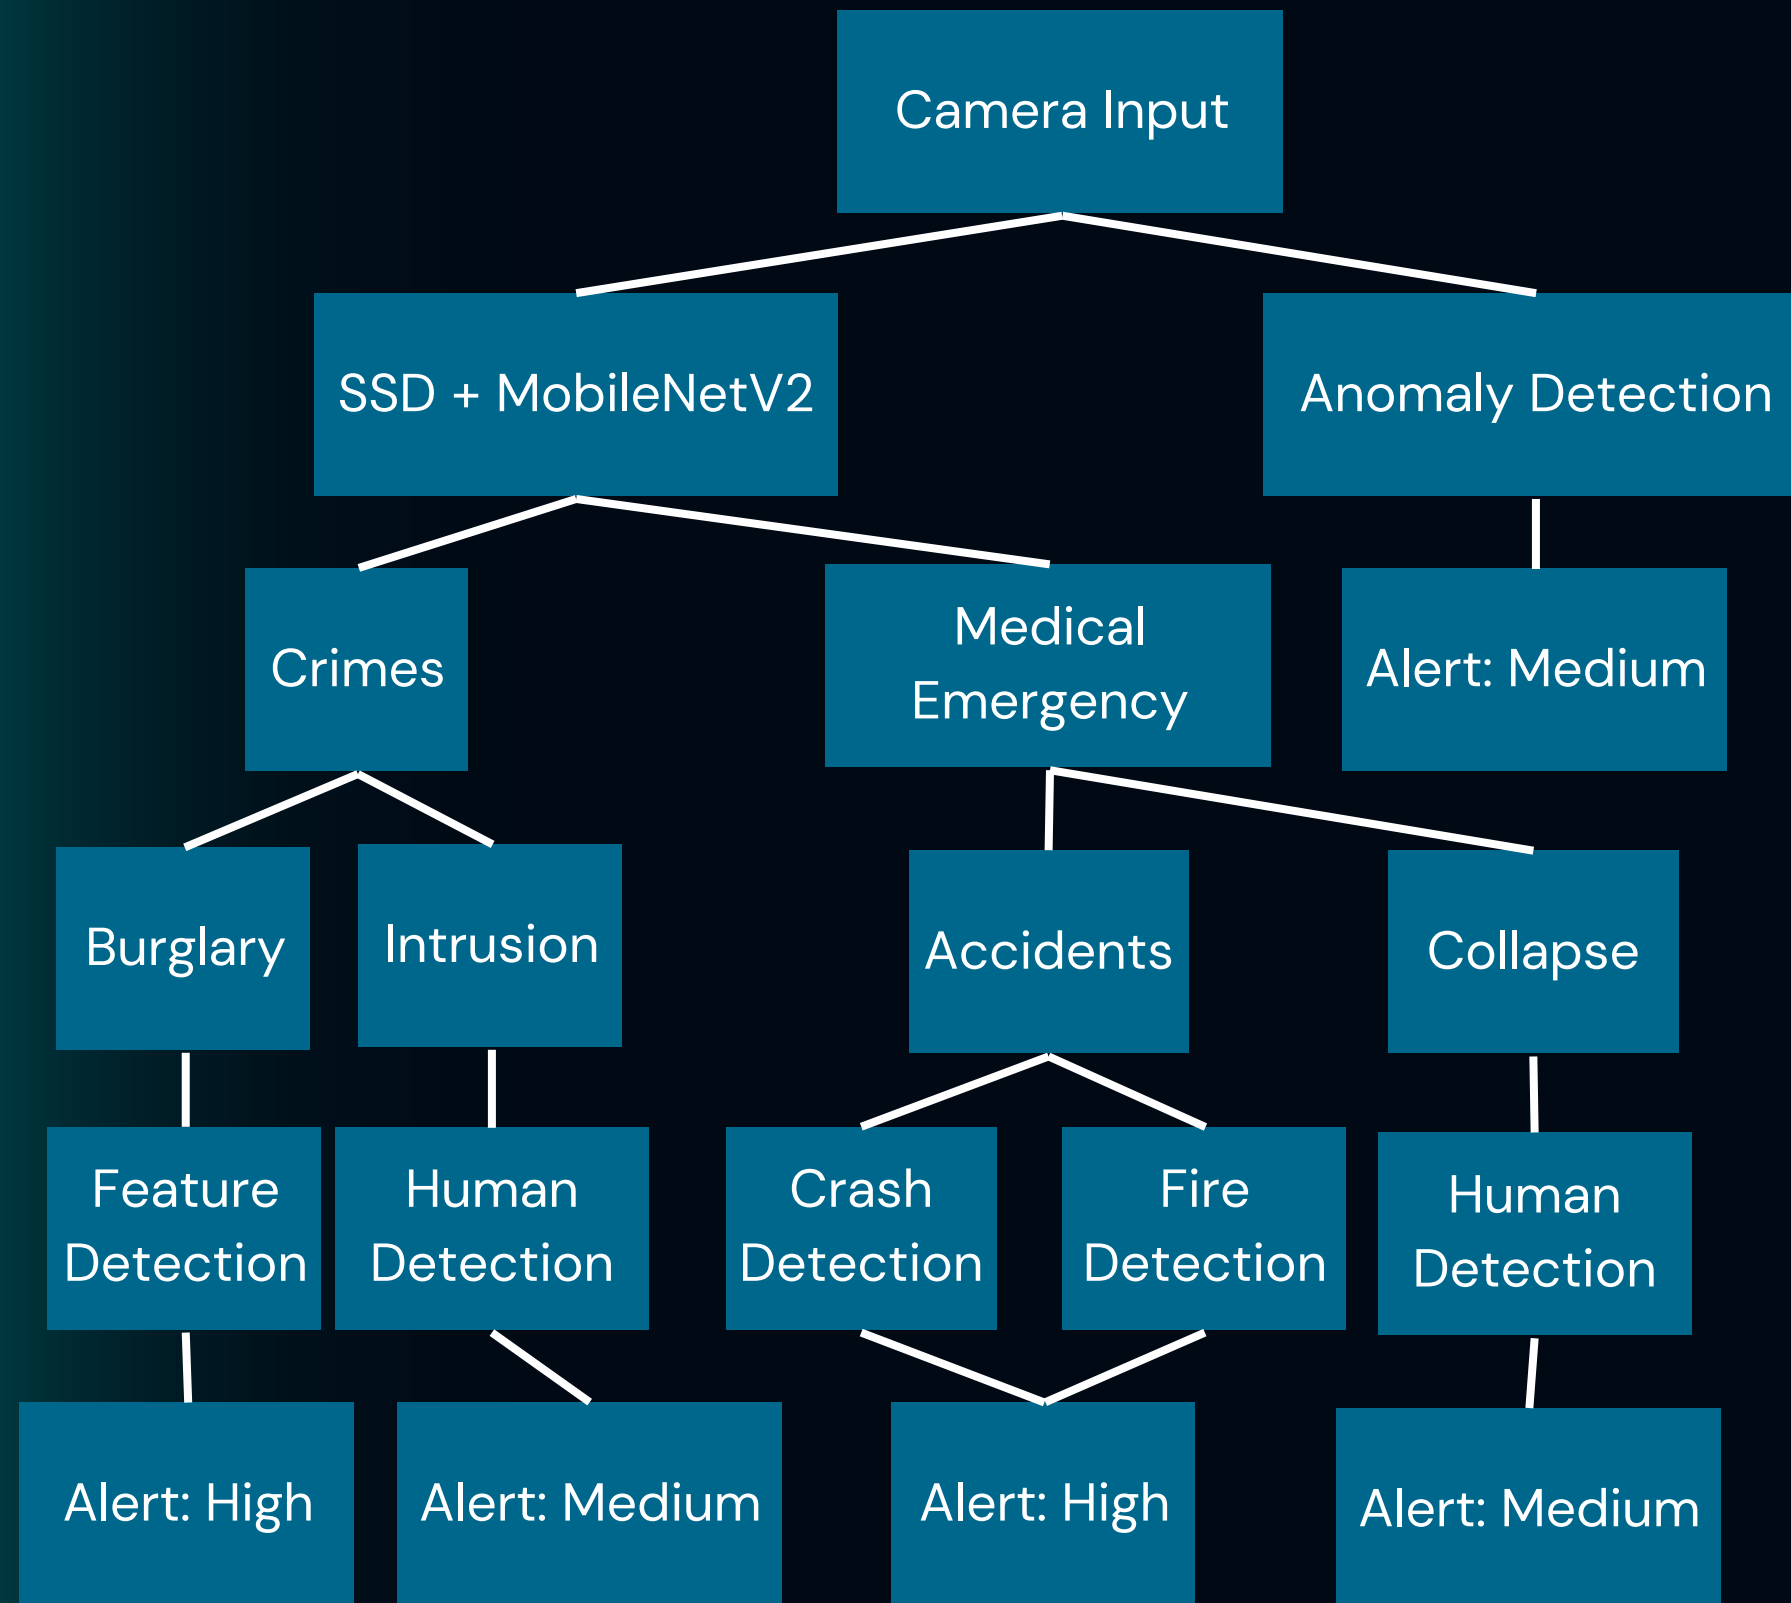 Camera Input
SSD + MobileNetV2
Anomaly Detection
Crimes
Medical
Emergency
Alert: Medium
Burglary
Intrusion
Accidents
Collapse
Feature
Detection
Human
Detection
Crash
Detection
Fire
Detection
Human
Detection
Alert: High
Alert: Medium
Alert: High
Alert: Medium